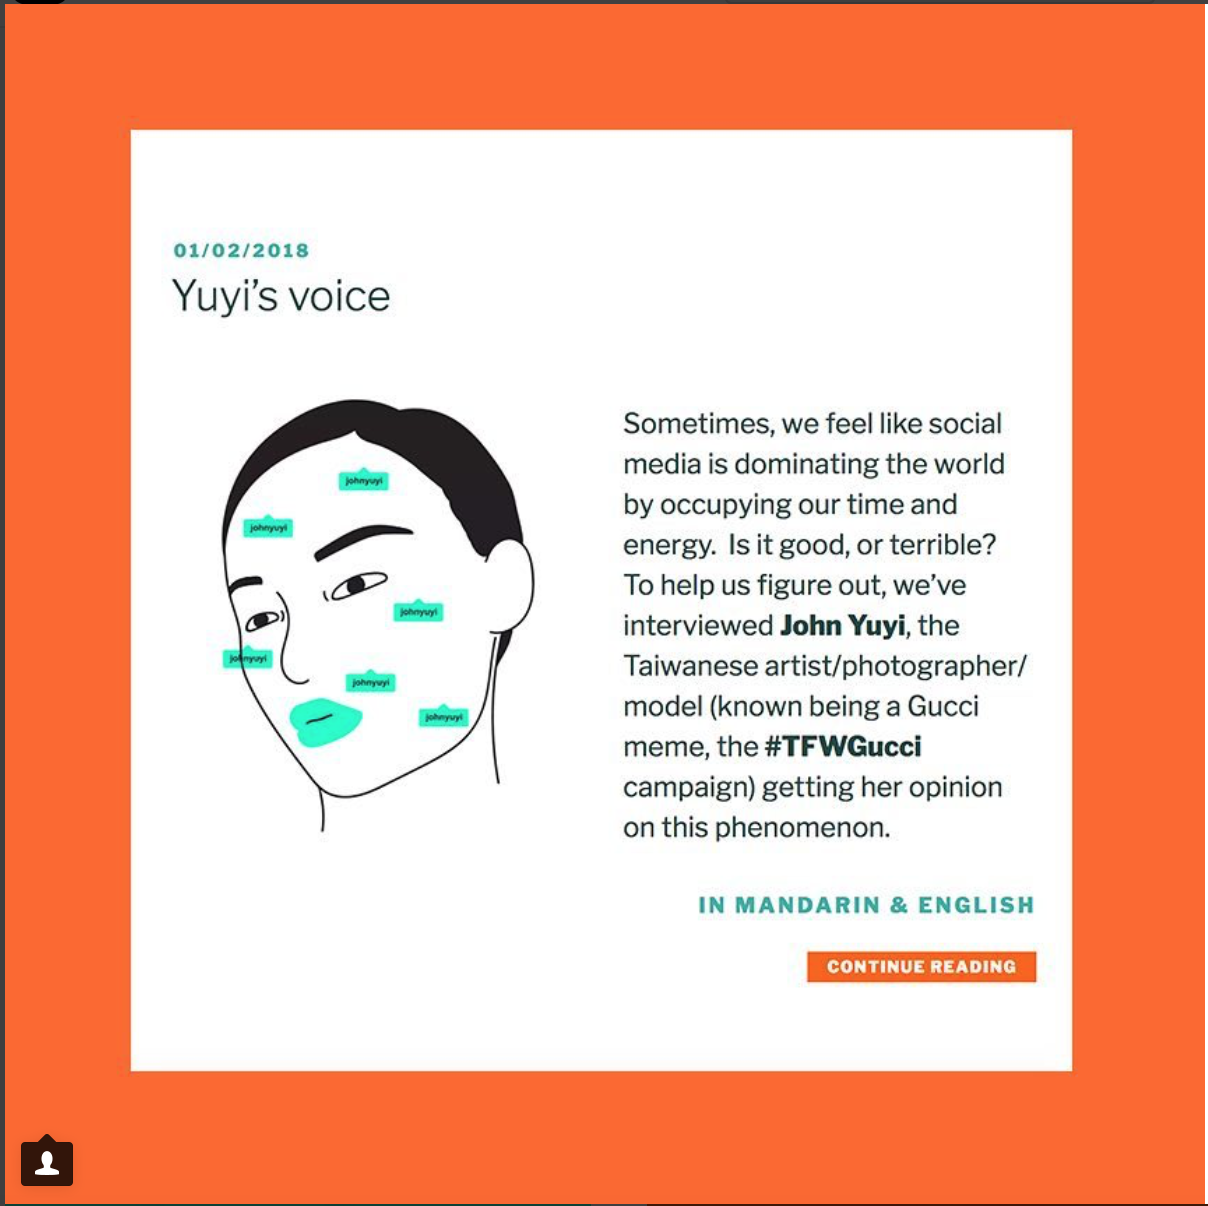 01/02/2018
Yuyi's voice
johnyuyi
johnyuyi
johnyuyi
johnyuyi
johnyuyi
johnyuyi
Sometimes, we feel like social
media is dominating the world
by occupying our time and
energy.  Is it good, or terrible?
To help us figure out, we've
interviewed John Yuyi, the
Taiwanese artist/photographer/
model (known being a Gucci
meme, the #TFWGucci
campaign) getting her opinion
on this phenomenon.
IN MANDARIN & ENGLISH
CONTINUE READING